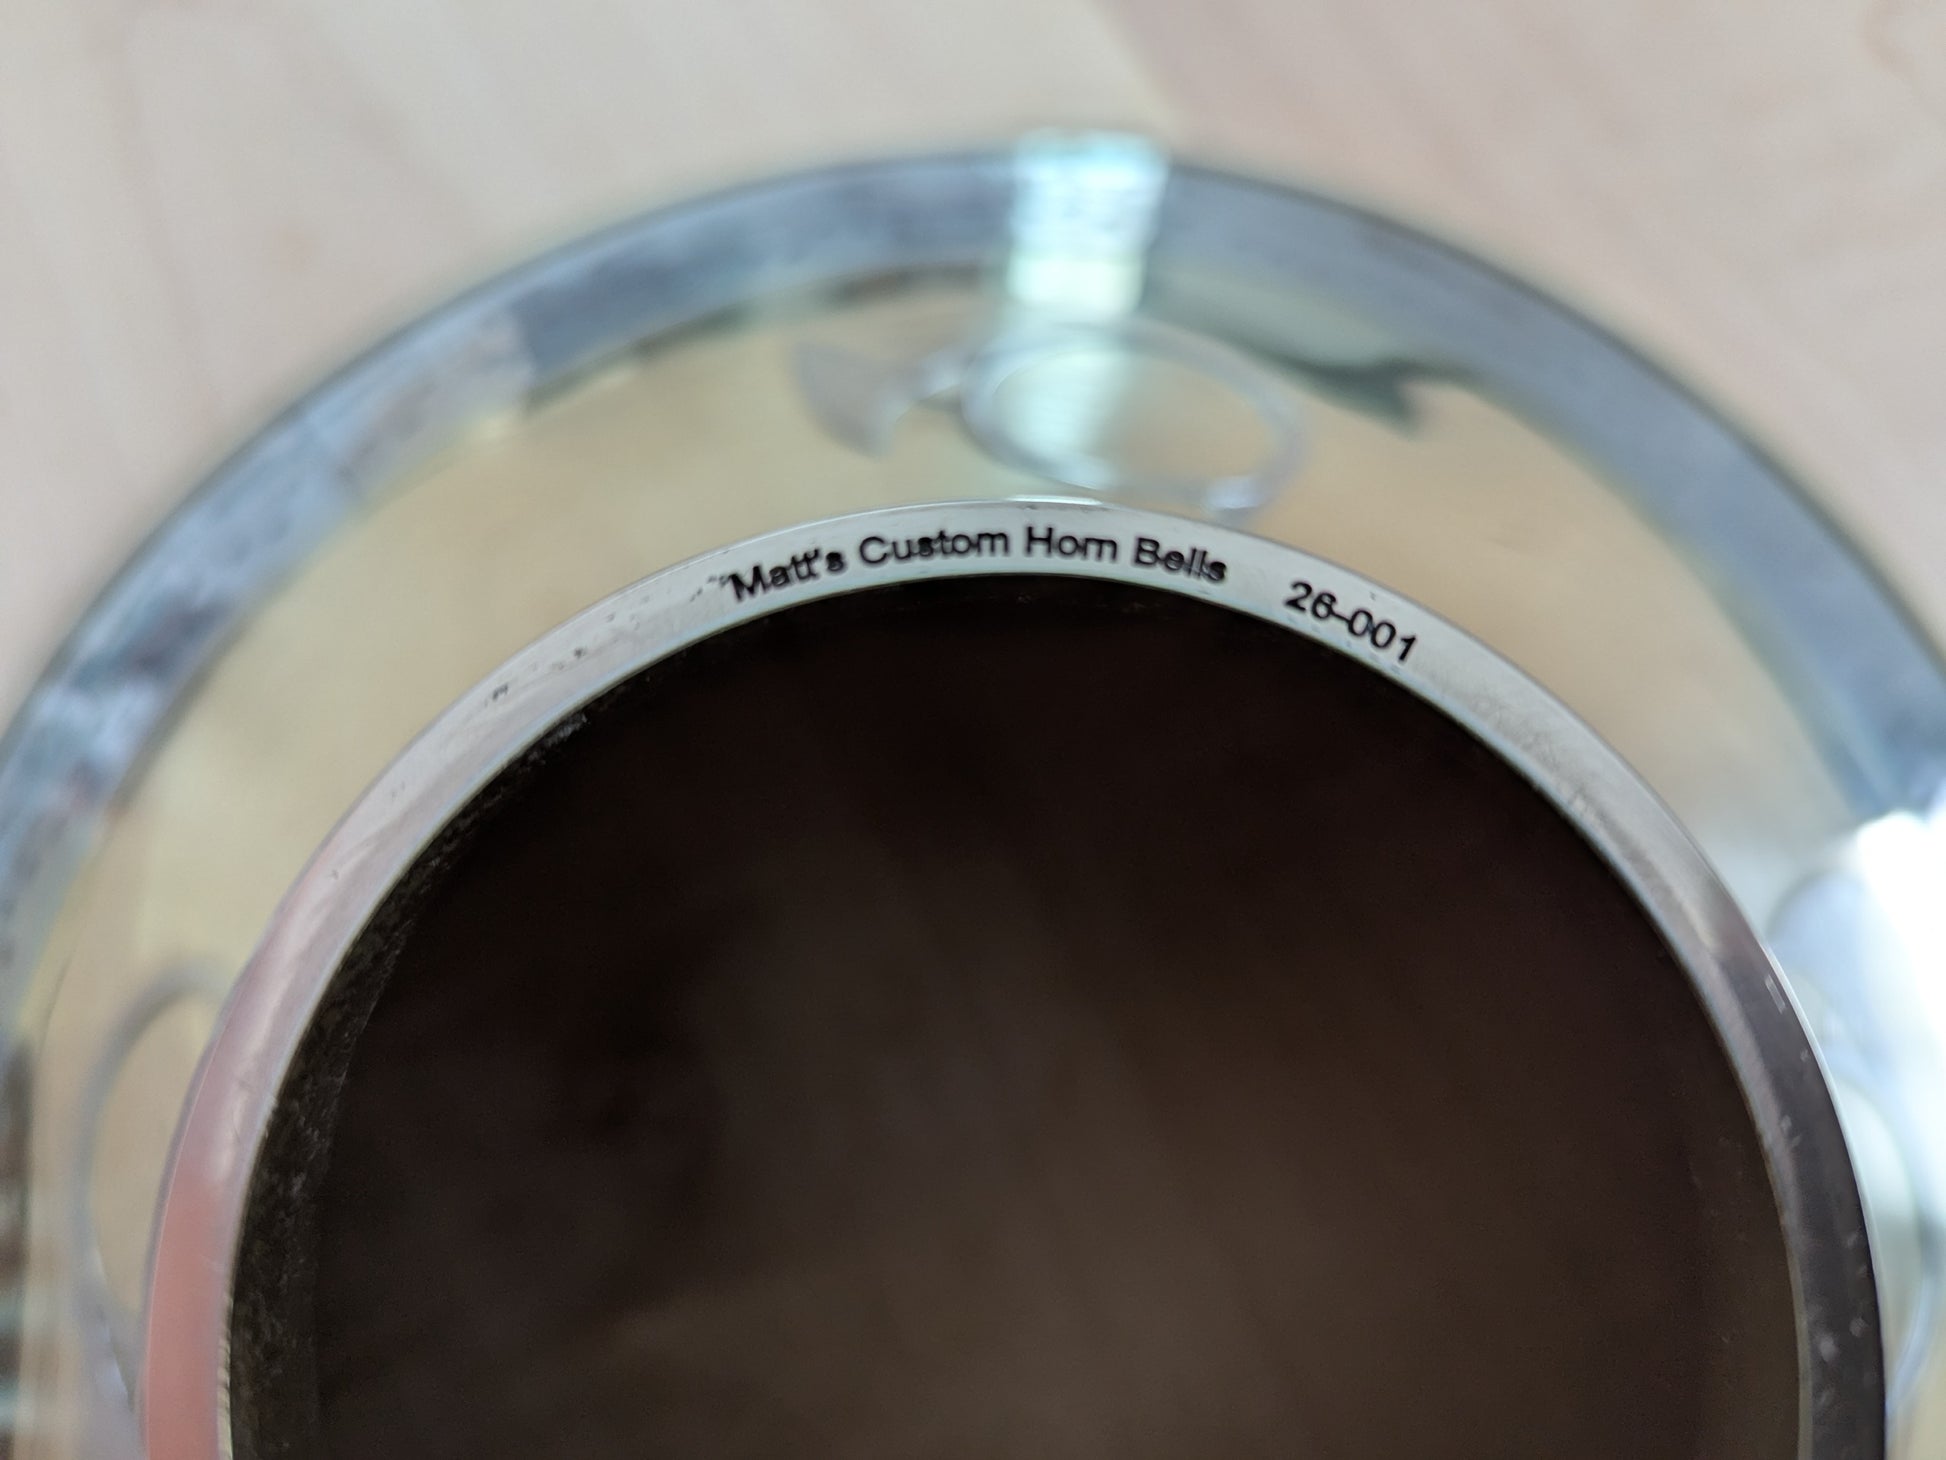 Matt's Custom Horn Bells 26-001